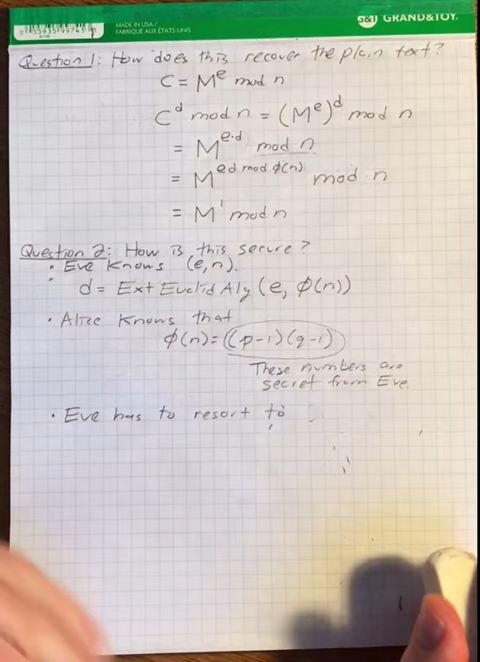 MADE IN USA /
FABRIQUÉ AUX ÉTATS-UNIS
G&T GRAND&TOY.
Question 1: How does this recover the plain text?
C = M^e mod n
C^d mod n = (M^e)^d mod n
= M^{e·d} mod n
= M^{ed mod φ(n)} mod n
= M^1 mod n
Question 2: How is this secure?
• Eve knows (e, n).
d = Ext Euclid Alg (e, φ(n))
• Alice knows that
φ(n) = ((p-1)(q-1)
These numbers are
secret from Eve.
• Eve has to resort to